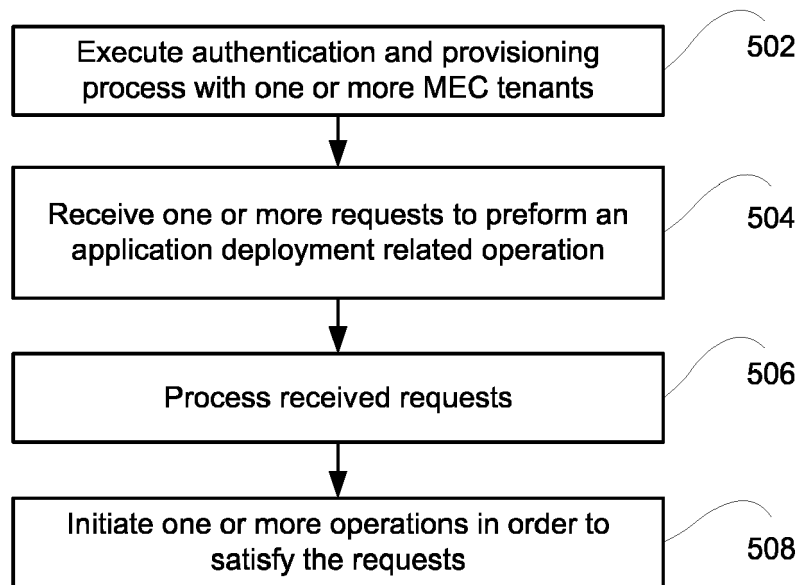 Execute authentication and provisioning
process with one or more MEC tenants
502
Receive one or more requests to preform an
application deployment related operation
504
Process received requests
506
Initiate one or more operations in order to
satisfy the requests
508